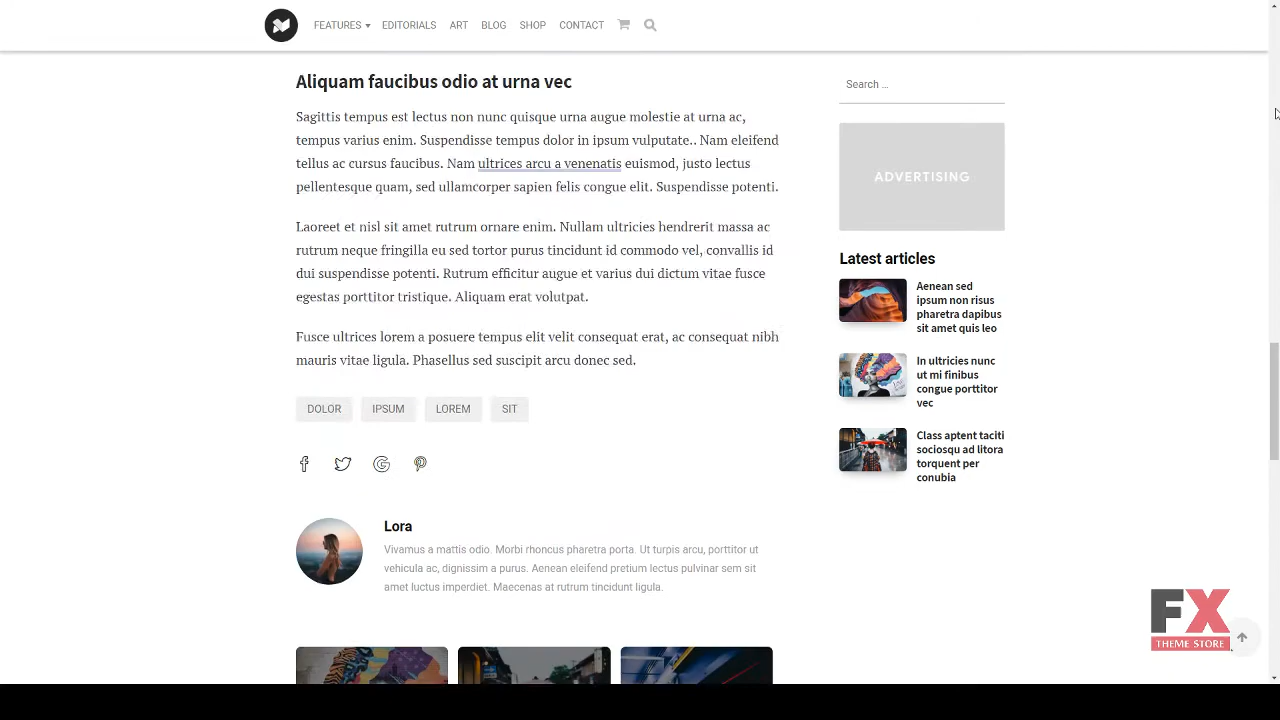 FEATURES EDITORIALS ART BLOG SHOP CONTACT
Aliquam faucibus odio at urna vec
Sagittis tempus est lectus non nunc quisque urna augue molestie at urna ac,
tempus varius enim. Suspendisse tempus dolor in ipsum vulputate.. Nam eleifend
tellus ac cursus faucibus. Nam ultrices arcu a venenatis euismod, justo lectus
pellentesque quam, sed ullamcorper sapien felis congue elit. Suspendisse potenti.
Laoreet et nisl sit amet rutrum ornare enim. Nullam ultricies hendrerit massa ac
rutrum neque fringilla eu sed tortor purus tincidunt id commodo vel, convallis id
dui suspendisse potenti. Rutrum efficitur augue et varius dui dictum vitae fusce
egestas porttitor tristique. Aliquam erat volutpat.
Fusce ultrices lorem a posuere tempus elit velit consequat erat, ac consequat nibh
mauris vitae ligula. Phasellus sed suscipit arcu donec sed.
DOLOR IPSUM LOREM SIT
Lora
Vivamus a mattis odio. Morbi rhoncus pharetra porta. Ut turpis arcu, porttitor ut
vehicula ac, dignissim a purus. Aenean eleifend pretium lectus pulvinar sem sit
amet luctus imperdiet. Maecenas at rutrum tincidunt ligula.
Search ...
ADVERTISING
Latest articles
Aenean sed
ipsum non risus
pharetra dapibus
sit amet quis leo
In ultricies nunc
ut mi finibus
congue porttitor
vec
Class aptent taciti
sociosqu ad litora
torquent per
conubia
FX
THEME STORE